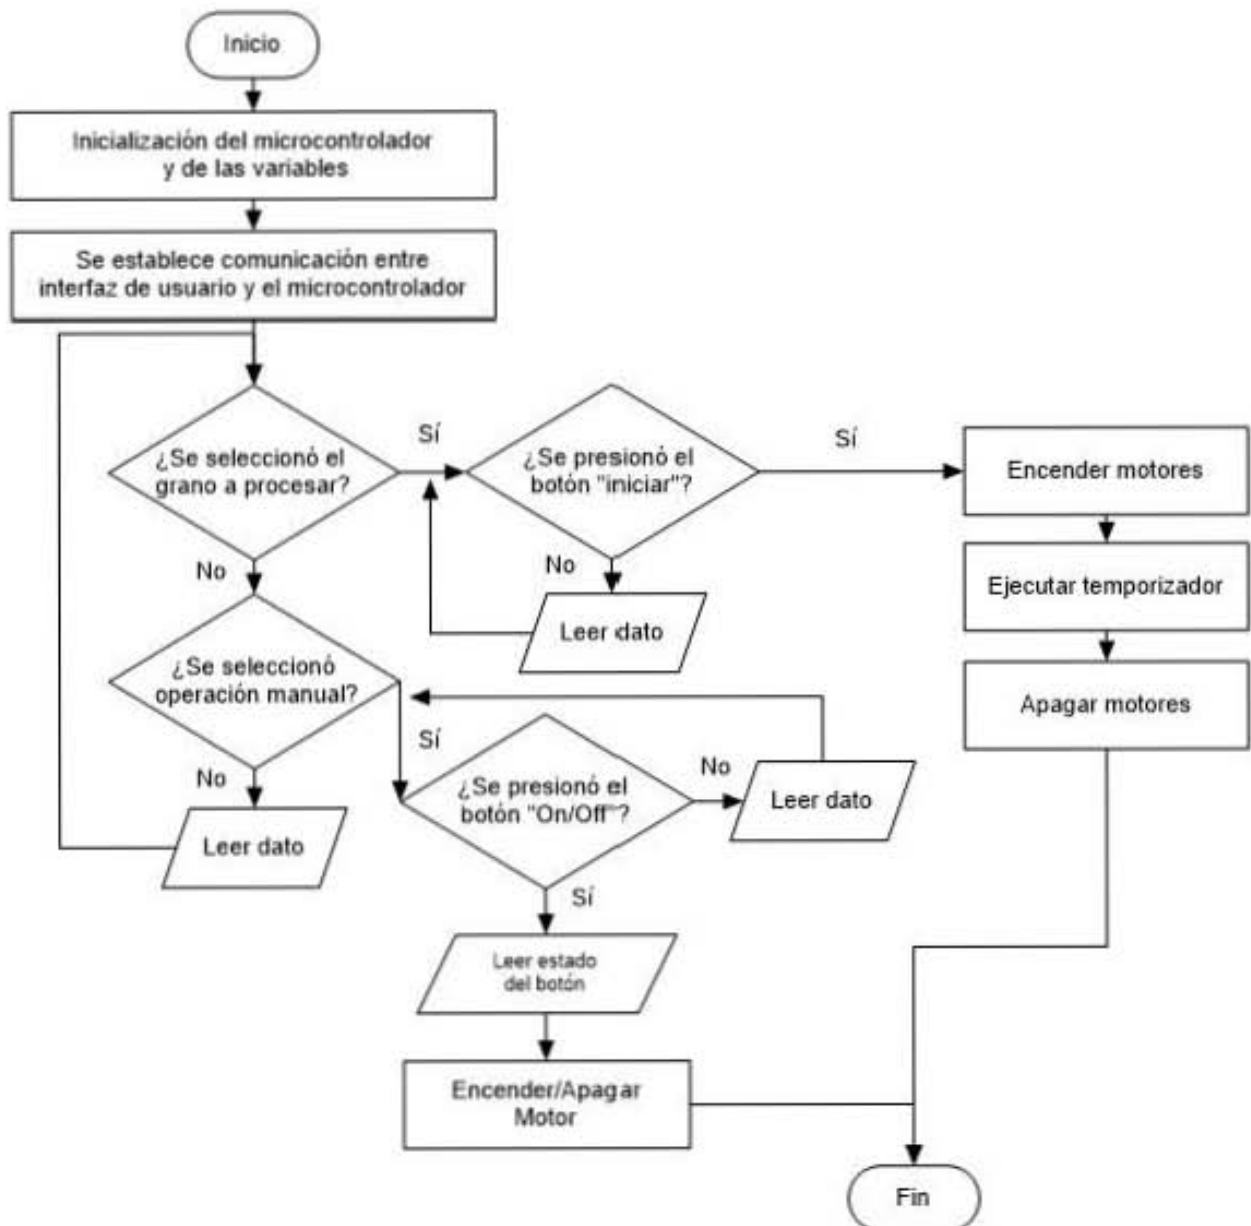 Inicio
Inicialización del microcontrolador
y de las variables
Se establece comunicación entre
interfaz de usuario y el microcontrolador
¿Se seleccionó el
grano a procesar?
Sí
¿Se presionó el
botón "iniciar"?
Sí
Encender motores
No
No
Leer dato
Ejecutar temporizador
¿Se seleccionó
operación manual?
Apagar motores
Sí
No
Leer dato
¿Se presionó el
botón "On/Off"?
No
Leer dato
Sí
Leer estado
del botón
Encender/Apagar
Motor
Fin